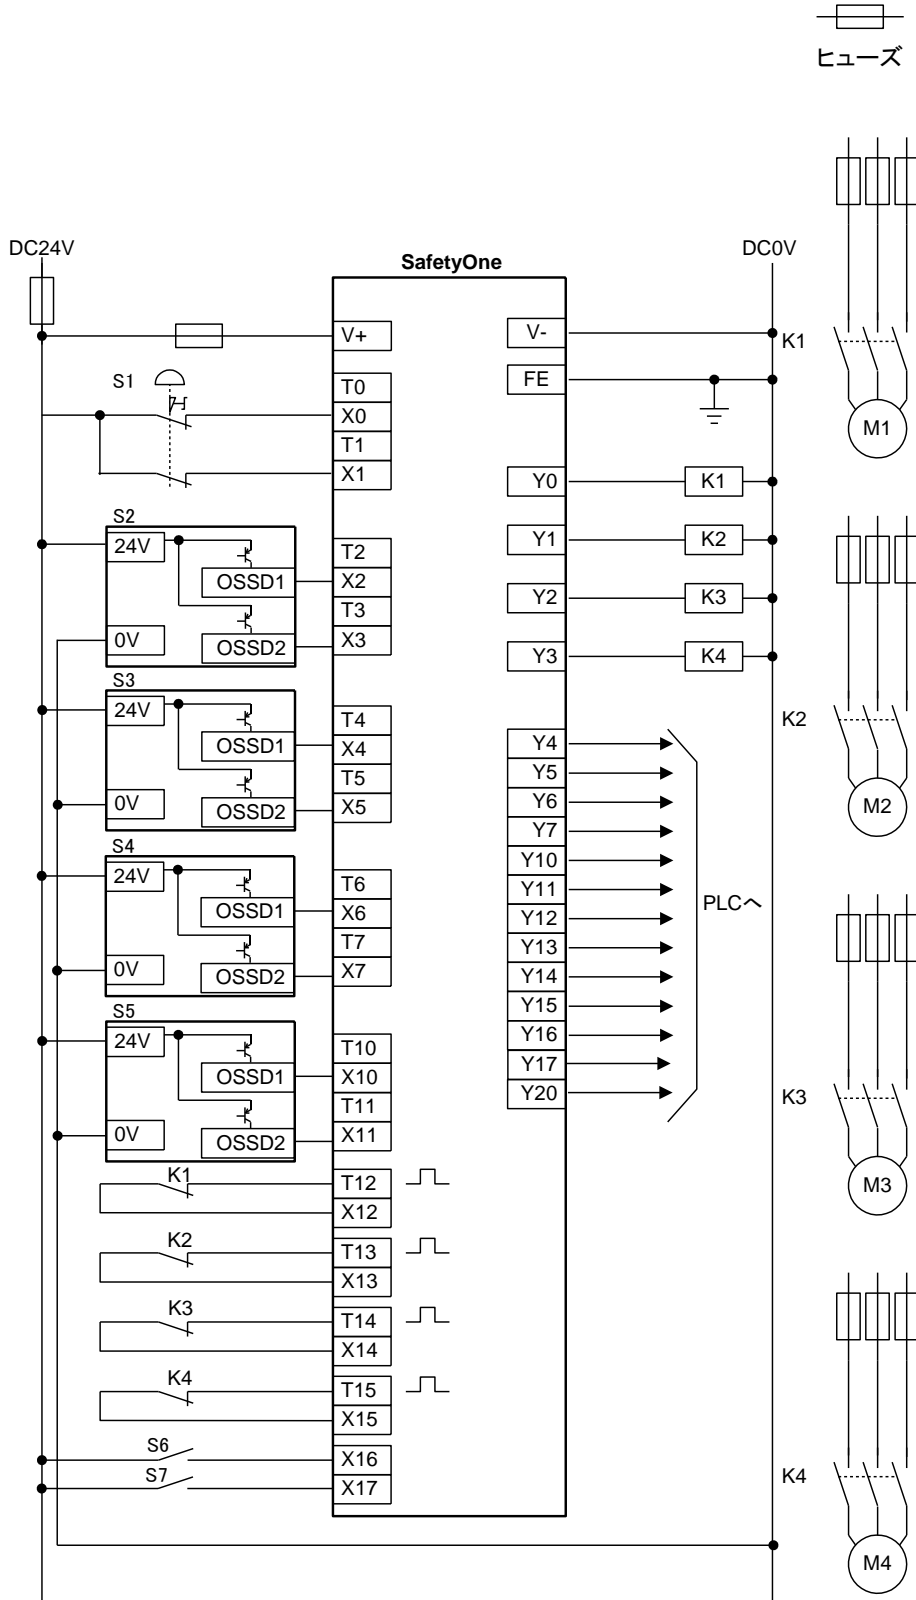 ヒューズ
DC24V
SafetyOne
DC0V
V+
V-
K1
S1
T0
FE
X0
M1
T1
X1
Y0
K1
S2
24V
T2
Y1
K2
OSSD1
X2
T3
Y2
K3
0V
OSSD2
X3
Y3
K4
S3
24V
T4
K2
OSSD1
X4
Y4
T5
Y5
0V
OSSD2
X5
Y6
M2
Y7
S4
24V
T6
Y10
OSSD1
X6
Y11
PLCへ
T7
Y12
0V
OSSD2
X7
Y13
Y14
S5
Y15
24V
T10
Y16
OSSD1
X10
Y17
T11
Y20
K3
0V
OSSD2
X11
K1
T12
M3
X12
K2
T13
X13
K3
T14
X14
K4
T15
X15
S6
X16
S7
X17
K4
M4